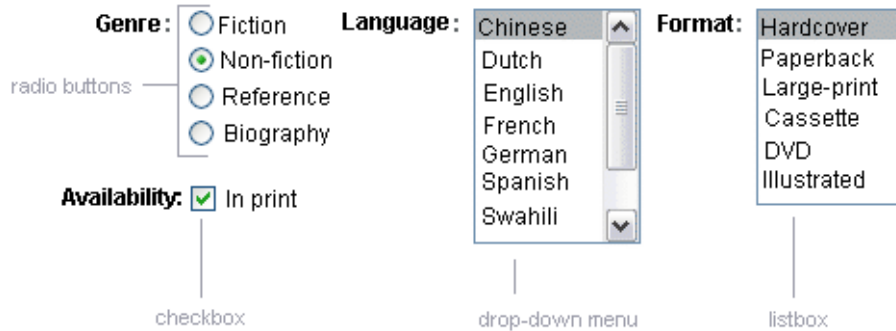 Genre:
Fiction
Non-fiction
Reference
Biography
radio buttons
Availability:
In print
checkbox
Language:
Chinese
Dutch
English
French
German
Spanish
Swahili
drop-down menu
Format:
Hardcover
Paperback
Large-print
Cassette
DVD
Illustrated
listbox